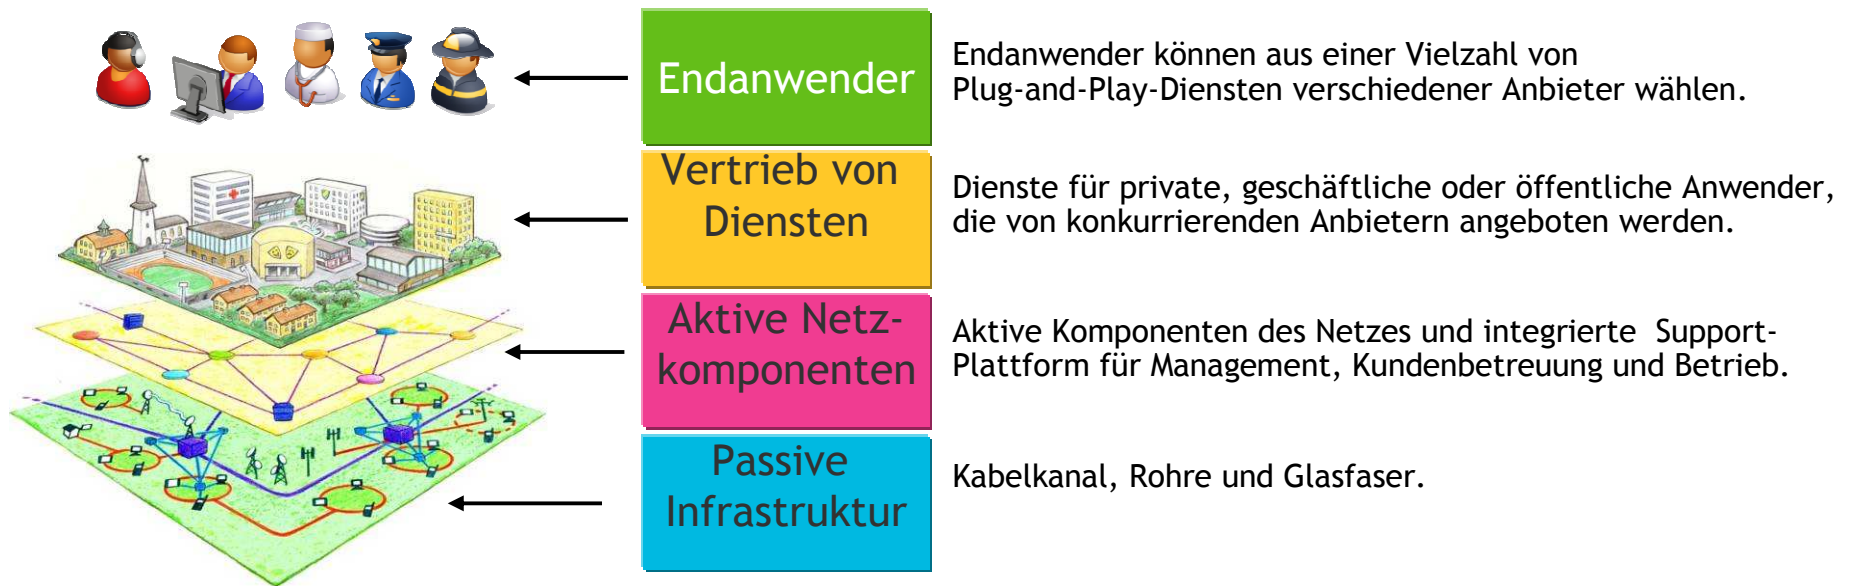 Endanwender
Endanwender können aus einer Vielzahl von
Plug-and-Play-Diensten verschiedener Anbieter wählen.
Vertrieb von
Diensten
Dienste für private, geschäftliche oder öffentliche Anwender,
die von konkurrierenden Anbietern angeboten werden.
Aktive Netz-
komponenten
Aktive Komponenten des Netzes und integrierte  Support-
Plattform für Management, Kundenbetreuung und Betrieb.
Passive
Infrastruktur
Kabelkanal, Rohre und Glasfaser.